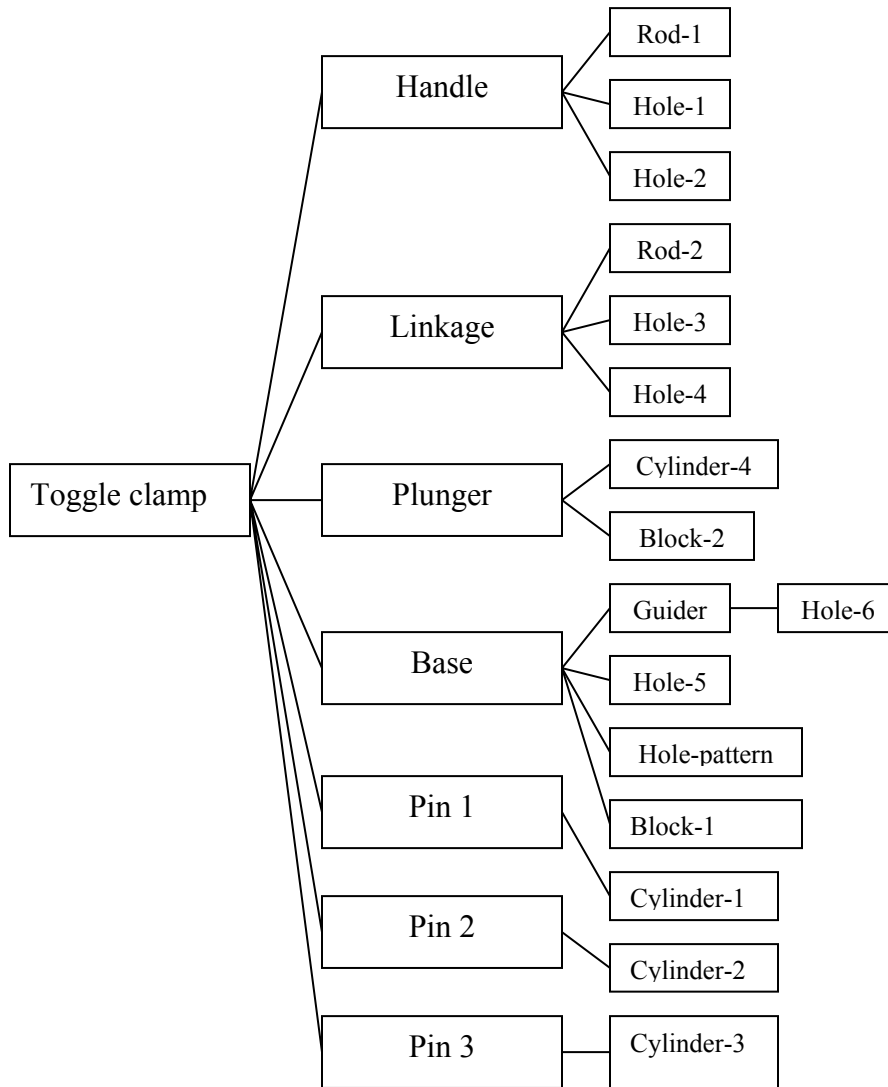 Rod-1
Handle
Hole-1
Hole-2
Rod-2
Linkage
Hole-3
Hole-4
Cylinder-4
Toggle clamp
Plunger
Block-2
Guider
Hole-6
Base
Hole-5
Hole-pattern
Pin 1
Block-1
Cylinder-1
Pin 2
Cylinder-2
Pin 3
Cylinder-3